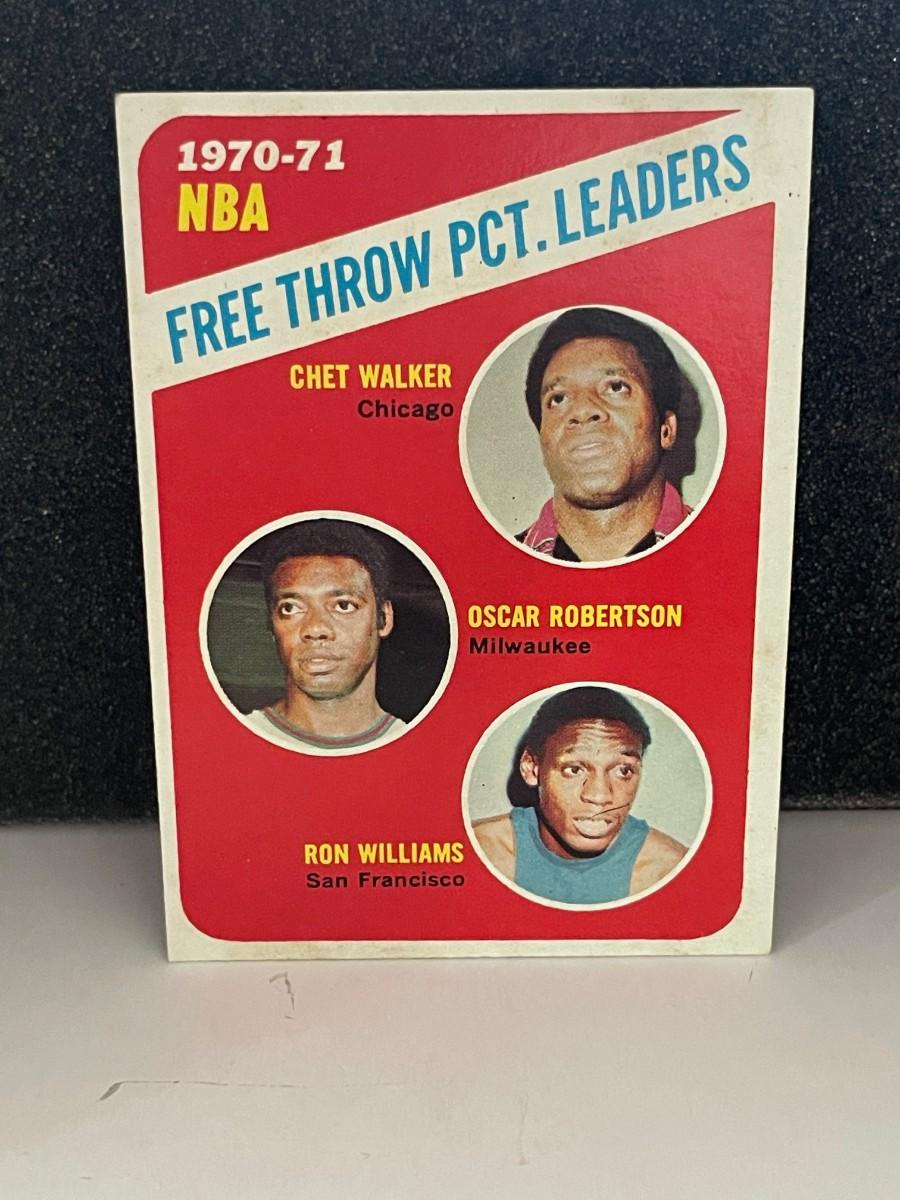 1970-71
NBA
FREE THROW PCT. LEADERS
CHET WALKER
Chicago
OSCAR ROBERTSON
Milwaukee
RON WILLIAMS
San Francisco